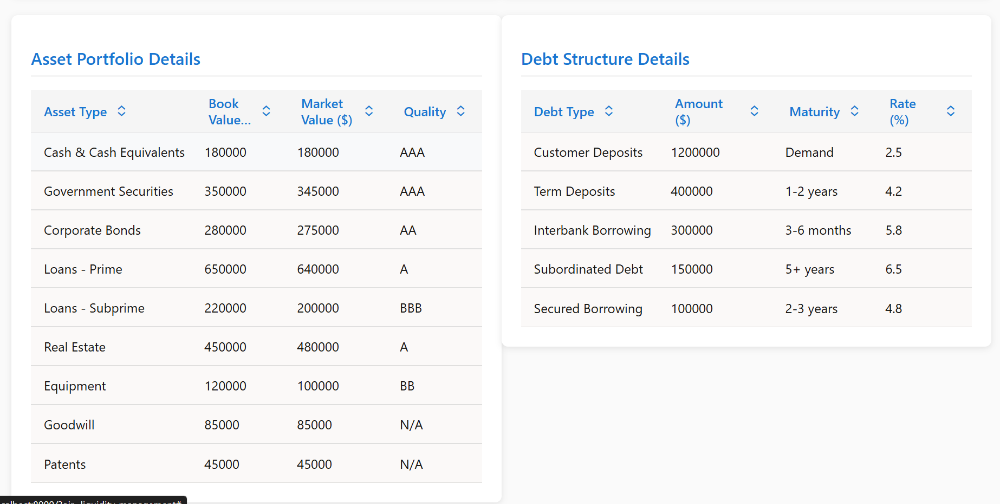 Asset Portfolio Details
Asset Type Book Value... Market Value ($) Quality
Cash & Cash Equivalents 180000 180000 AAA
Government Securities 350000 345000 AAA
Corporate Bonds 280000 275000 AA
Loans - Prime 650000 640000 A
Loans - Subprime 220000 200000 BBB
Real Estate 450000 480000 A
Equipment 120000 100000 BB
Goodwill 85000 85000 N/A
Patents 45000 45000 N/A
Debt Structure Details
Debt Type Amount ($) Maturity Rate (%)
Customer Deposits 1200000 Demand 2.5
Term Deposits 400000 1-2 years 4.2
Interbank Borrowing 300000 3-6 months 5.8
Subordinated Debt 150000 5+ years 6.5
Secured Borrowing 100000 2-3 years 4.8